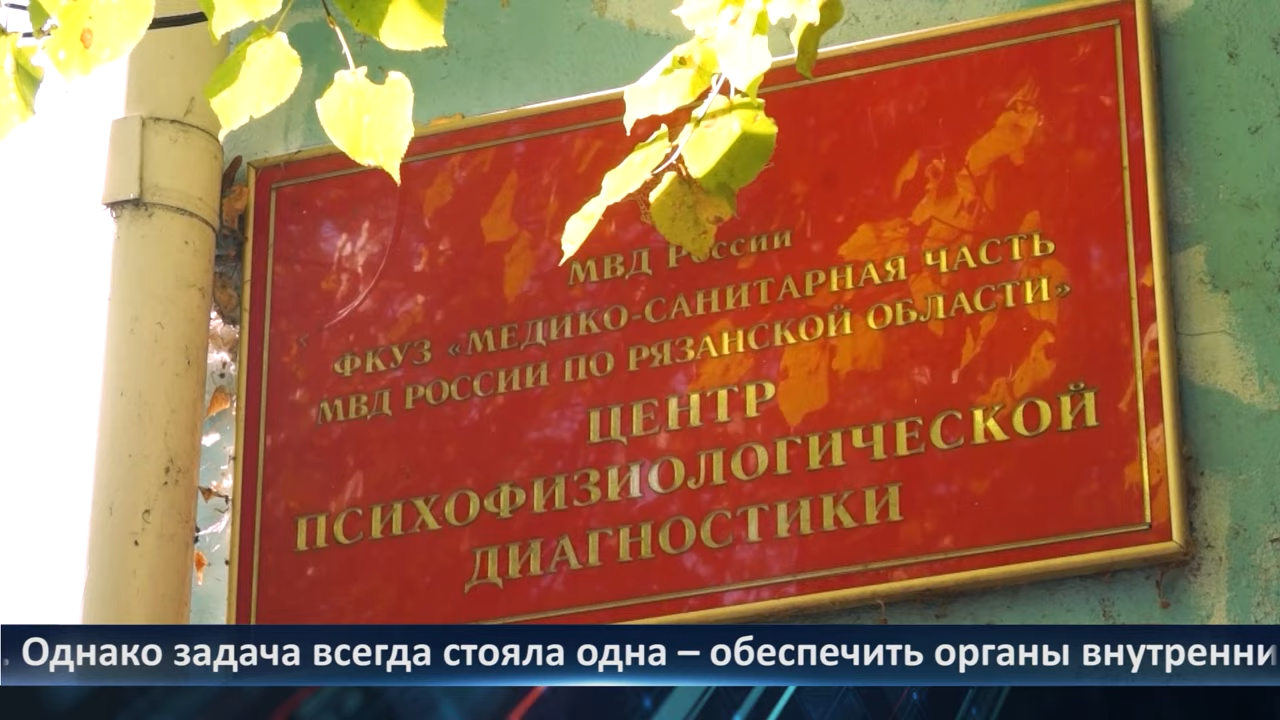 МВД России
ФКУЗ «МЕДИКО-САНИТАРНАЯ ЧАСТЬ
МВД РОССИИ ПО РЯЗАНСКОЙ ОБЛАСТИ»
ЦЕНТР
ПСИХОФИЗИОЛОГИЧЕСКОЙ
ДИАГНОСТИКИ
. Однако задача всегда стояла одна – обеспечить органы внутренни